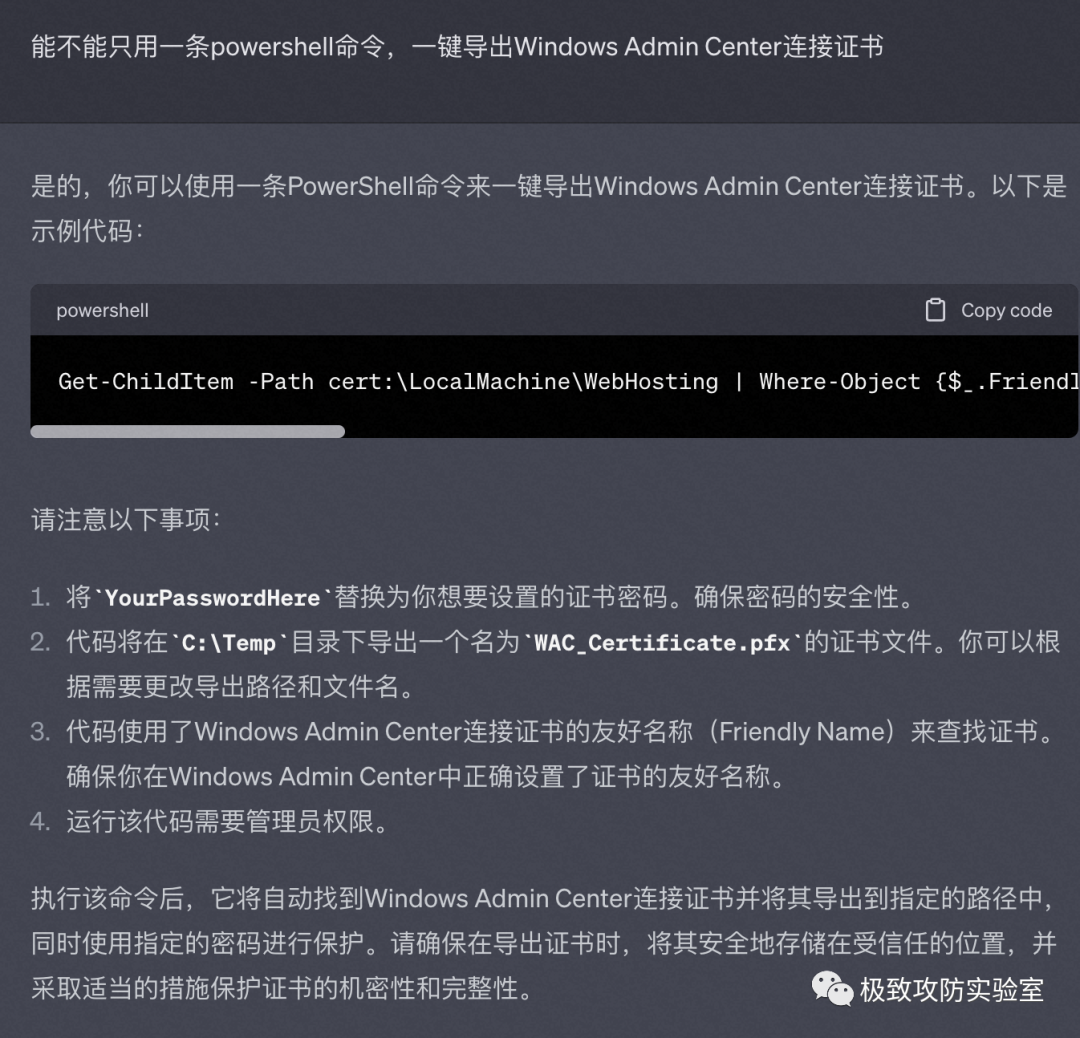 能不能只用一条powershell命令，一键导出Windows Admin Center连接证书
是的，你可以使用一条PowerShell命令来一键导出Windows Admin Center连接证书。以下是
示例代码：
powershell
Copy code
Get-ChildItem -Path cert:\LocalMachine\WebHosting | Where-Object {$_.Friendl
请注意以下事项：
1. 将`YourPasswordHere`替换为你想要设置的证书密码。确保密码的安全性。
2. 代码将在`C:\Temp`目录下导出一个名为`WAC_Certificate.pfx`的证书文件。你可以根
据需要更改导出路径和文件名。
3. 代码使用了Windows Admin Center连接证书的友好名称（Friendly Name）来查找证书。
确保你在Windows Admin Center中正确设置了证书的友好名称。
4. 运行该代码需要管理员权限。
执行该命令后，它将自动找到Windows Admin Center连接证书并将其导出到指定的路径中，
同时使用指定的密码进行保护。请确保在导出证书时，将其安全地存储在受信任的位置，并
采取适当的措施保护证书的机密性和完整性。
极致攻防实验室